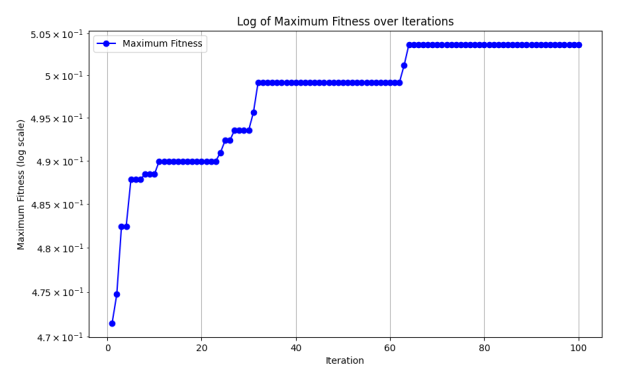 Log of Maximum Fitness over Iterations
Maximum Fitness
Maximum Fitness (log scale)
5.05 × 10⁻¹
5 × 10⁻¹
4.95 × 10⁻¹
4.9 × 10⁻¹
4.85 × 10⁻¹
4.8 × 10⁻¹
4.75 × 10⁻¹
4.7 × 10⁻¹
0 20 40 60 80 100
Iteration